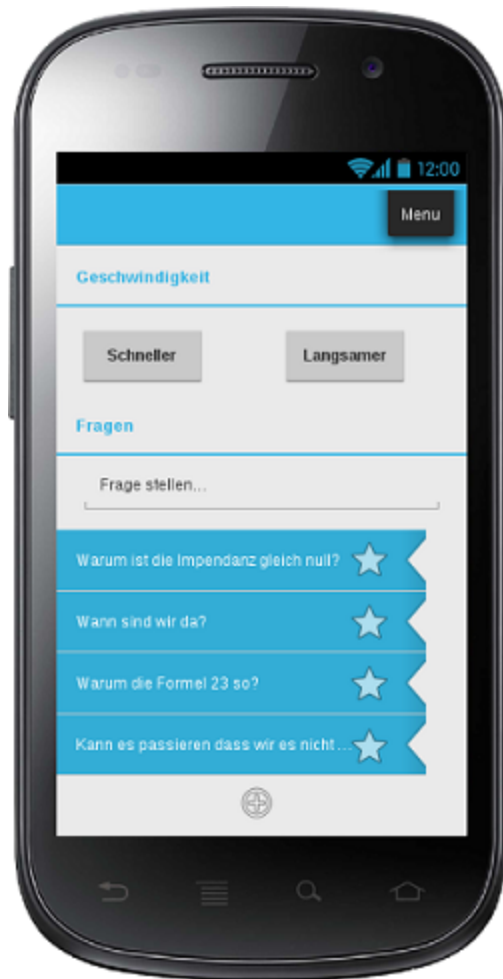 12:00
Menu
Geschwindigkeit
Schneller
Langsamer
Fragen
Frage stellen...
Warum ist die Impendanz gleich null?
Wann sind wir da?
Warum die Formel 23 so?
Kann es passieren dass wir es nicht ...